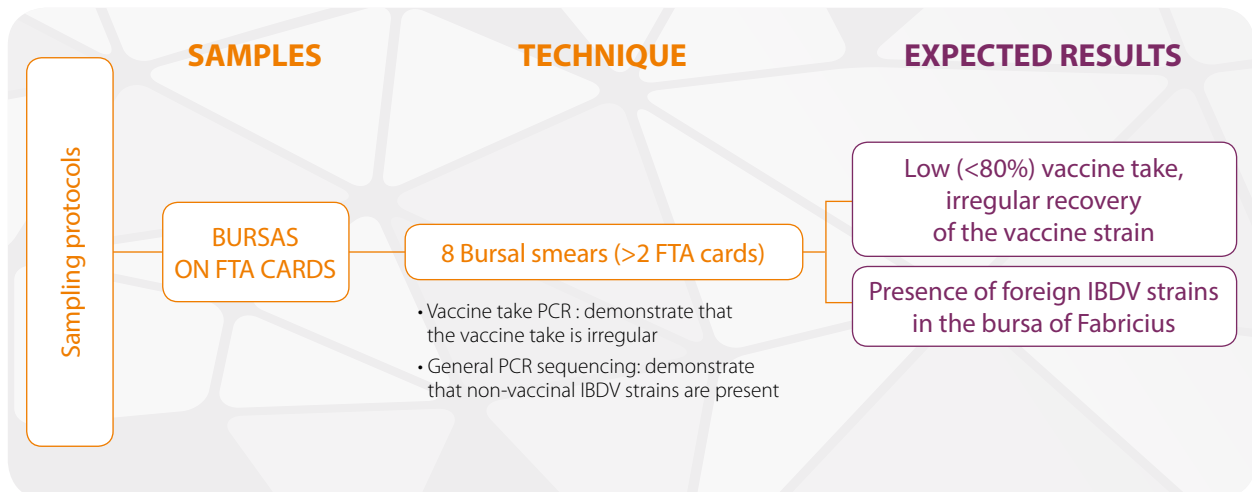 SAMPLES
TECHNIQUE
EXPECTED RESULTS
Sampling protocols
BURSAS
ON FTA CARDS
8 Bursal smears (>2 FTA cards)
• Vaccine take PCR : demonstrate that
the vaccine take is irregular
• General PCR sequencing: demonstrate
that non-vaccinal IBDV strains are present
Low (<80%) vaccine take,
irregular recovery
of the vaccine strain
Presence of foreign IBDV strains
in the bursa of Fabricius